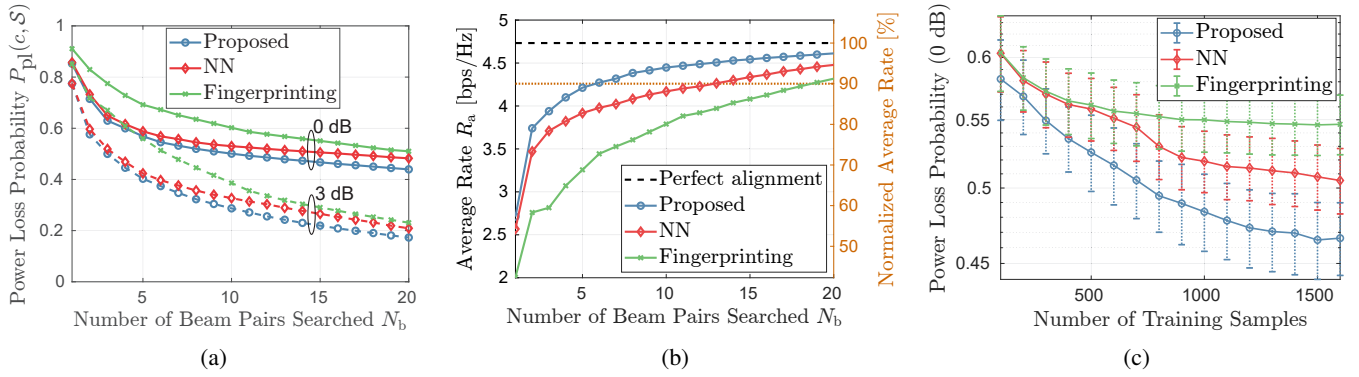 Power Loss Probability P_pl(c, S)
1
0.8
0.6
0.4
0.2
0
Proposed
NN
Fingerprinting
0 dB
3 dB
5
10
15
20
Number of Beam Pairs Searched N_b
(a)
Average Rate R_a [bps/Hz]
5
4.5
4
3.5
3
2.5
2
Perfect alignment
Proposed
NN
Fingerprinting
5
10
15
20
Number of Beam Pairs Searched N_b
100
90
80
70
60
50
Normalized Average Rate [%]
(b)
Power Loss Probability (0 dB)
0.6
0.55
0.5
0.45
Proposed
NN
Fingerprinting
500
1000
1500
Number of Training Samples
(c)